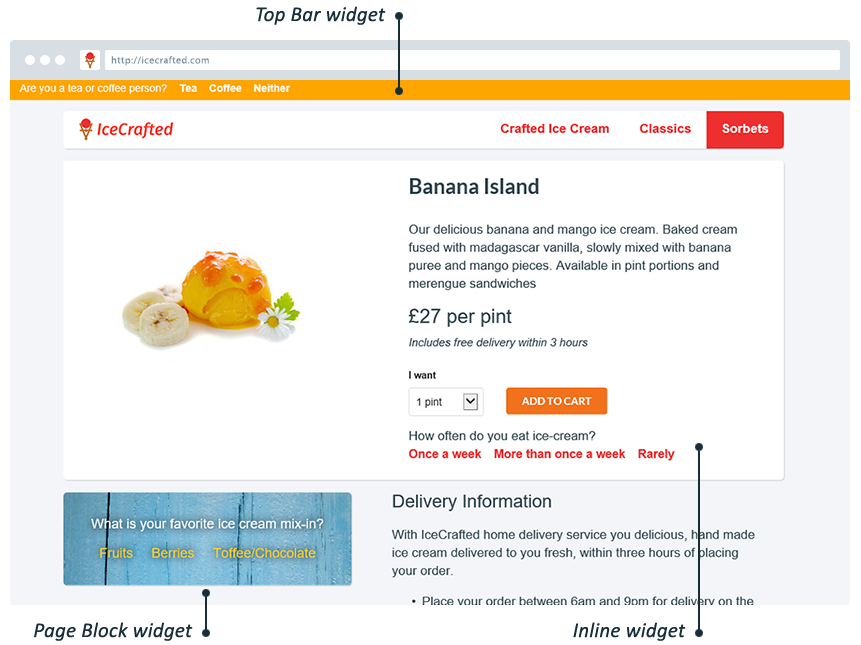 Top Bar widget
http://icecrafted.com
Are you a tea or coffee person? Tea Coffee Neither
IceCrafted Crafted Ice Cream Classics Sorbets
Banana Island
Our delicious banana and mango ice cream. Baked cream
fused with madagascar vanilla, slowly mixed with banana
puree and mango pieces. Available in pint portions and
merengue sandwiches
£27 per pint
Includes free delivery within 3 hours
I want
1 pint ADD TO CART
How often do you eat ice-cream?
Once a week More than once a week Rarely
What is your favorite ice cream mix-in?
Fruits Berries Toffee/Chocolate
Delivery Information
With IceCrafted home delivery service you delicious, hand made
ice cream delivered to you fresh, within three hours of placing
your order.
• Place your order between 6am and 9pm for delivery on the
Page Block widget
Inline widget